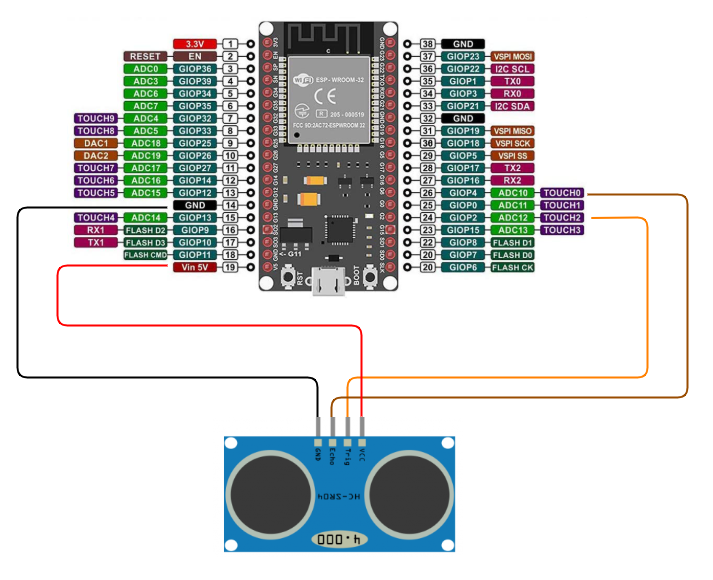 3.3V 1
RESET EN 2
ADC0 GIOP36 3
ADC3 GIOP39 4
ADC6 GIOP34 5
ADC7 GIOP35 6
TOUCH9 ADC4 GIOP32 7
TOUCH8 ADC5 GIOP33 8
DAC1 ADC18 GIOP25 9
DAC2 ADC19 GIOP26 10
TOUCH7 ADC17 GIOP27 11
TOUCH6 ADC16 GIOP14 12
TOUCH5 ADC15 GIOP12 13
GND 14
TOUCH4 ADC14 GIOP13 15
RX1 FLASH D2 GIOP9 16
TX1 FLASH D3 GIOP10 17
FLASH CMD GIOP11 18
Vin 5V 19
WiFi ESP-WROOM-32
CE
R 205-000519
FCC SD:2AC72-ESPWROOM 22
<- G11
RST
BOOT
38 GND
37 GIOP23 VSPI MOSI
36 GIOP22 I2C SCL
35 GIOP1 TX0
34 GIOP3 RX0
33 GIOP21 I2C SDA
32 GND
31 GIOP19 VSPI MISO
30 GIOP18 VSPI SCK
29 GIOP5 VSPI SS
28 GIOP17 TX2
27 GIOP16 RX2
26 GIOP4 ADC10 TOUCH0
25 GIOP0 ADC11 TOUCH1
24 GIOP2 ADC12 TOUCH2
23 GIOP15 ADC13 TOUCH3
22 GIOP8 FLASH D1
20 GIOP7 FLASH D0
20 GIOP6 FLASH CK
GND Echo Trig VCC
HC-SR04
4.000